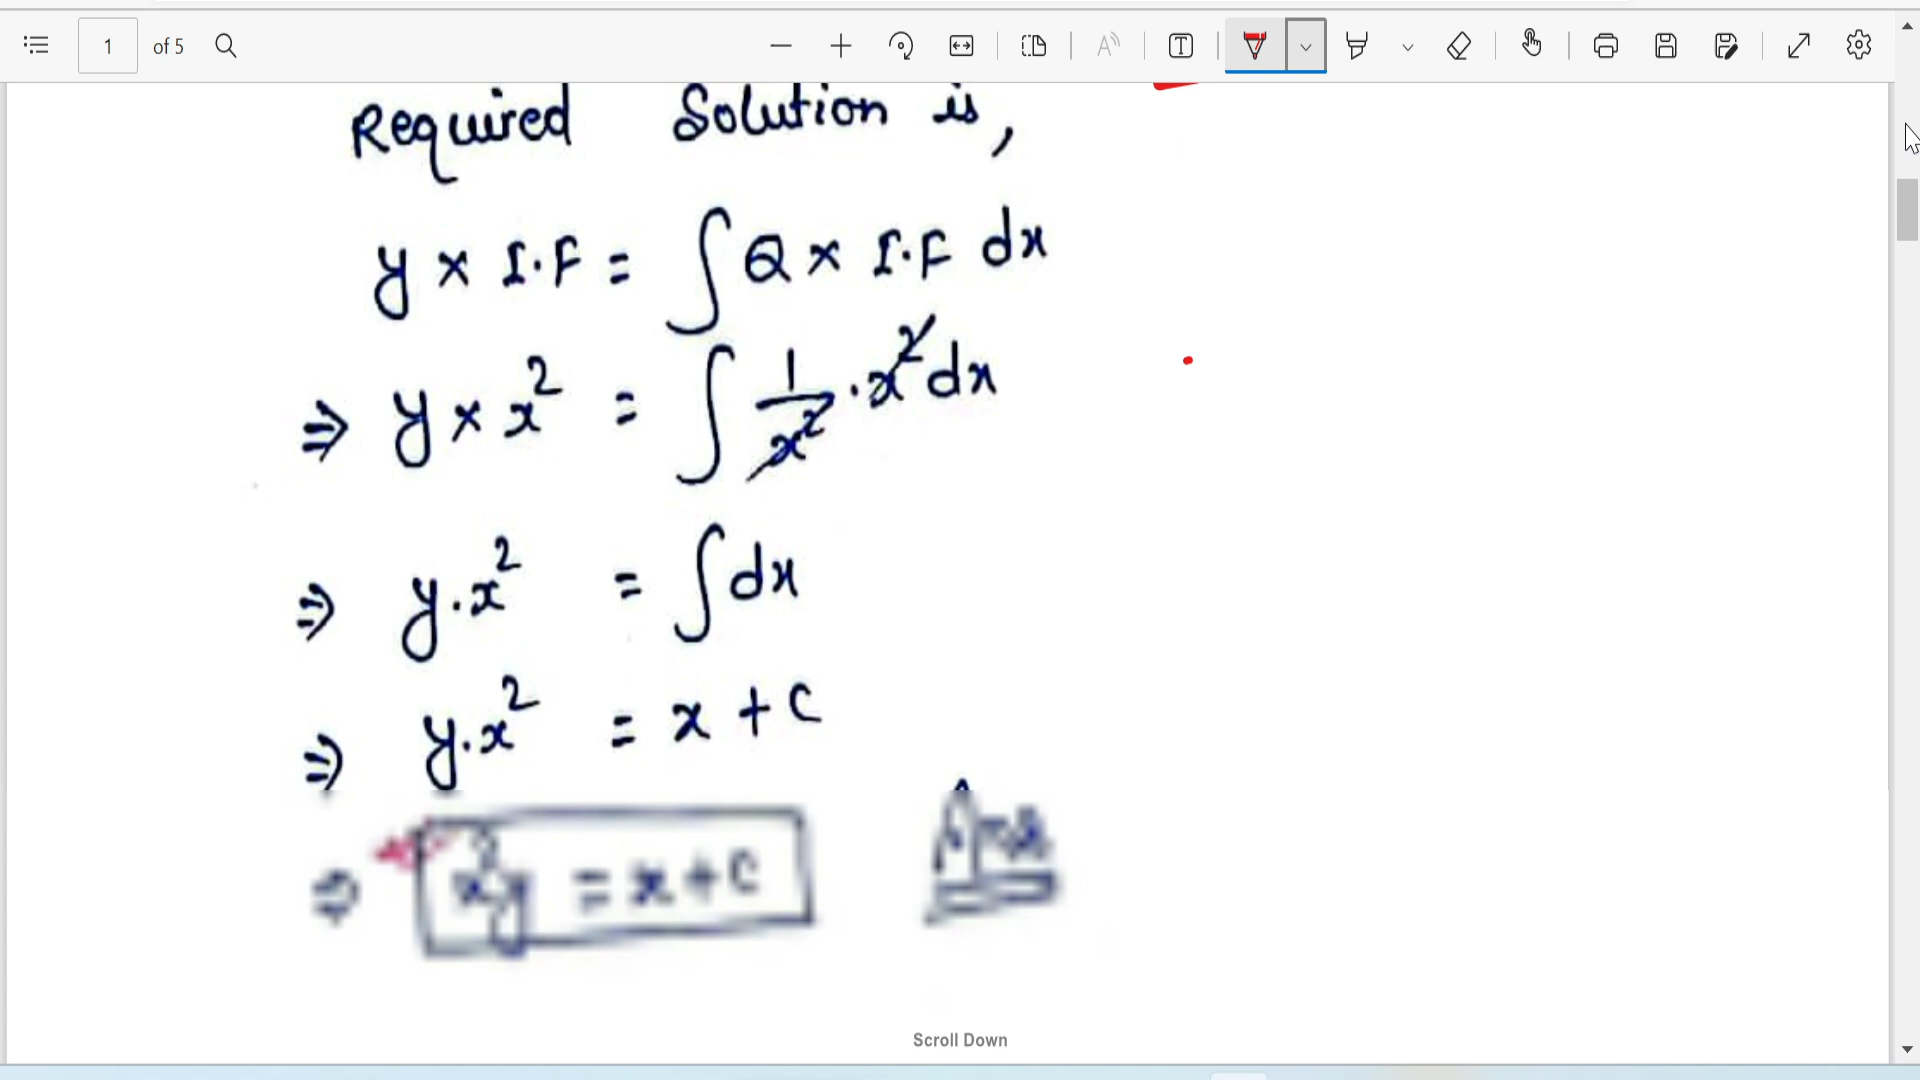 1 of 5
Required Solution is,
y × I.F = ∫ Q × I.F dx
⇒ y × x² = ∫ 1/x² · x² dx
⇒ y·x² = ∫ dx
⇒ y·x² = x + c
⇒ x²y = x + c Ans
Scroll Down